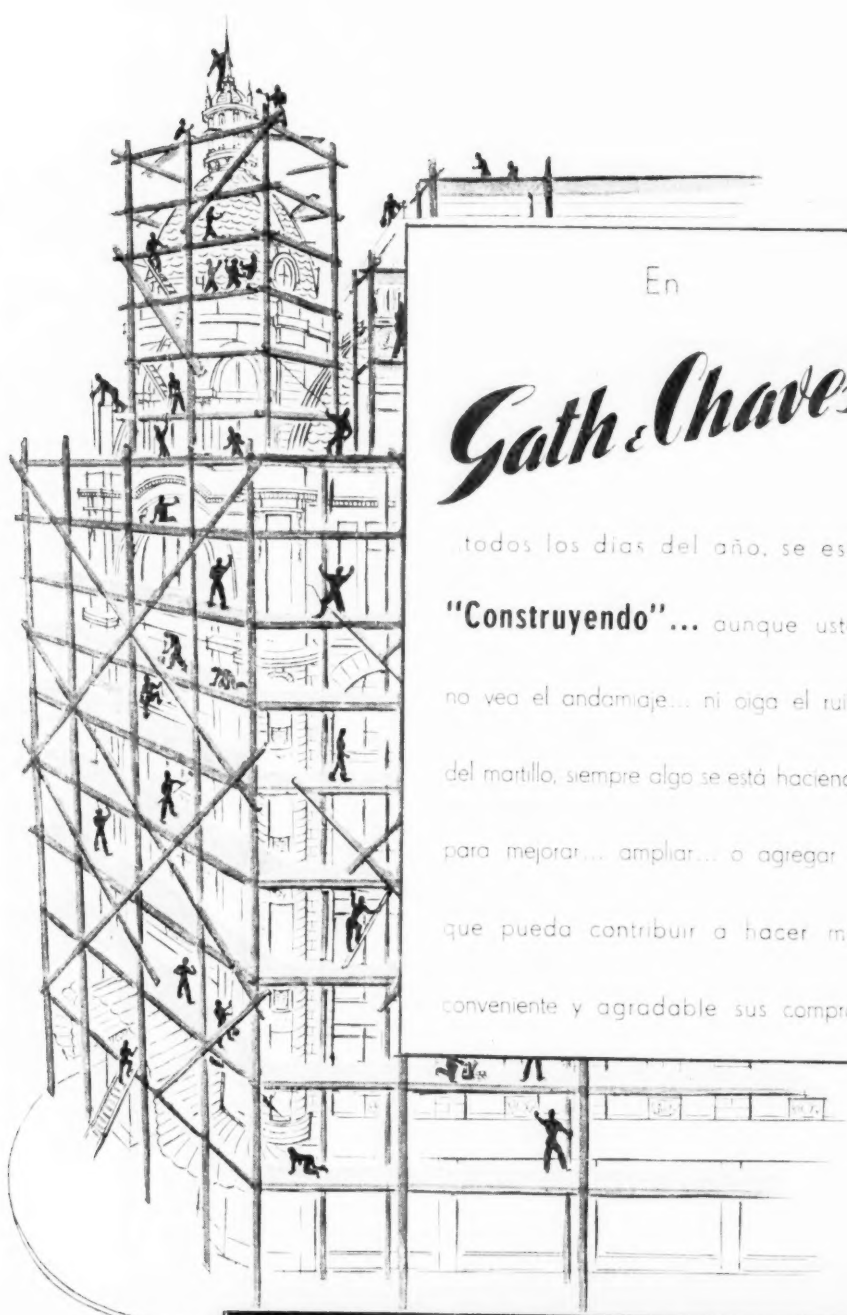 En
Gath & Chaves
...todos los días del año, se es
"Construyendo"... aunque ust
no vea el andamiaje... ni oiga el rui
del martillo, siempre algo se está haciend
para mejorar... ampliar... o agregar
que pueda contribuir a hacer m
conveniente y agradable sus compr